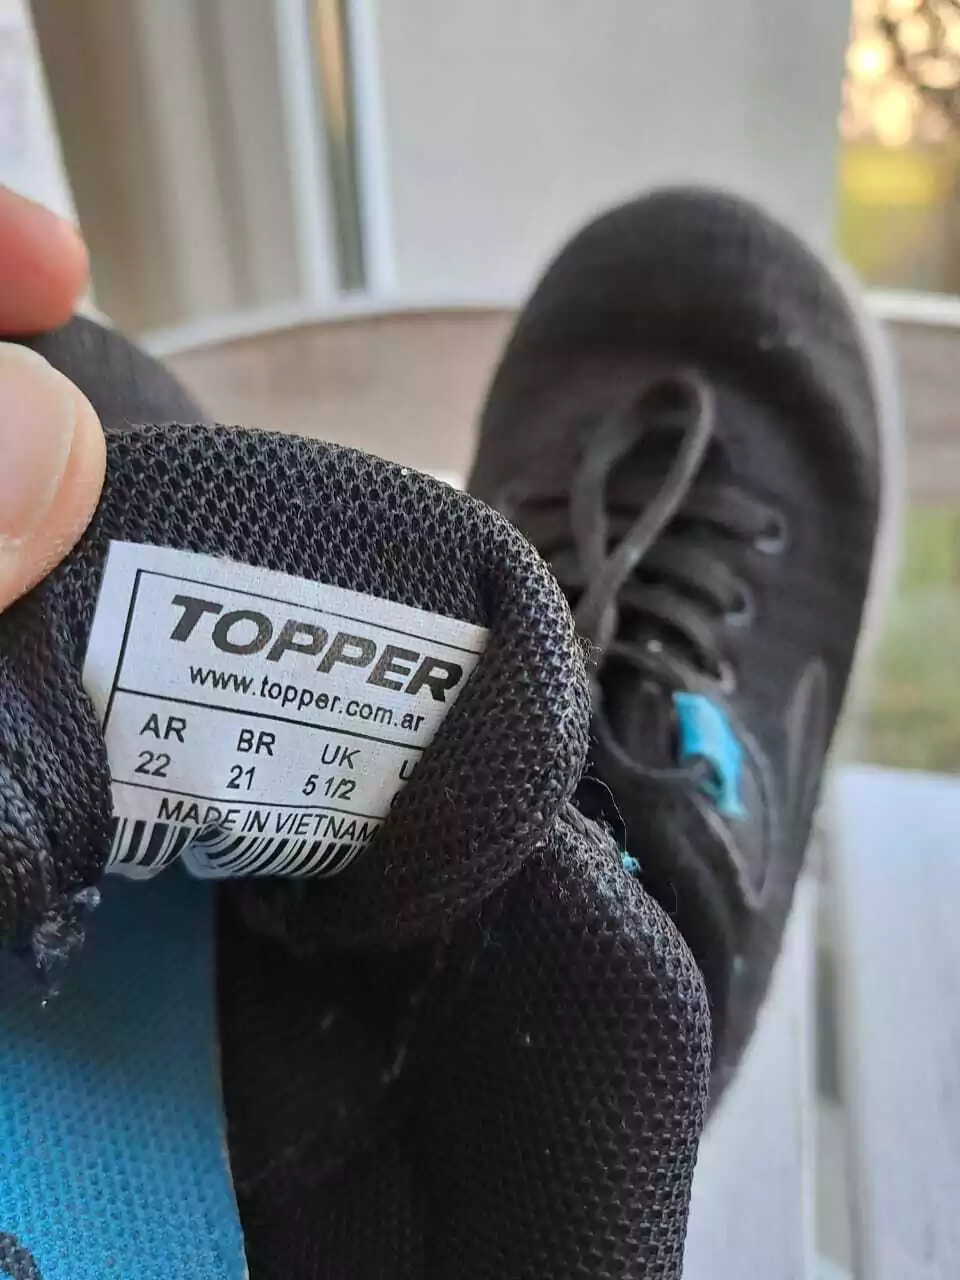 TOPPER
www.topper.com.ar
AR BR UK
22 21 5 1/2
MADE IN VIETNAM